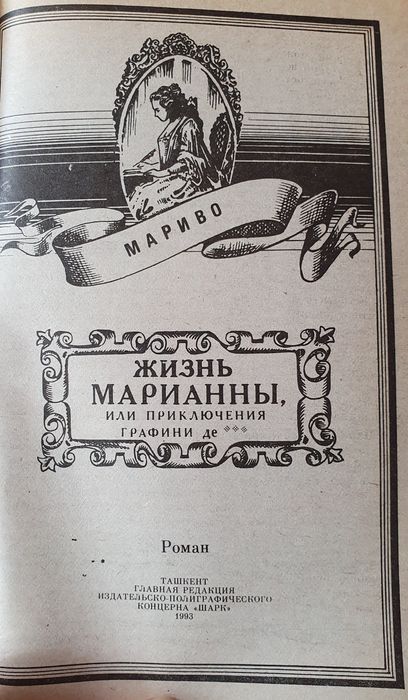 МАРИВО
ЖИЗНЬ
МАРИАННЫ,
ИЛИ ПРИКЛЮЧЕНИЯ
ГРАФИНИ де ***
Роман
ТАШКЕНТ
ГЛАВНАЯ РЕДАКЦИЯ
ИЗДАТЕЛЬСКО-ПОЛИГРАФИЧЕСКОГО
КОНЦЕРНА «ШАРК»
1993